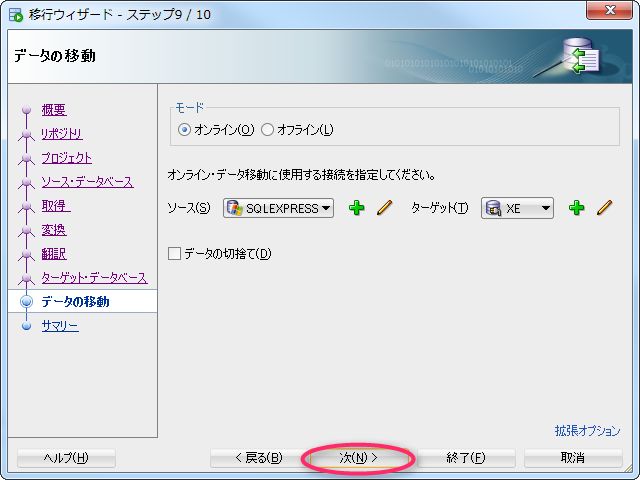 移行ウィザード - ステップ9 / 10
データの移動
010101010101010101010101
0101010101
概要
リポジトリ
プロジェクト
ソース・データベース
取得
変換
翻訳
ターゲット・データベース
データの移動
サマリー
モード
オンライン(O) オフライン(L)
オンライン・データ移動に使用する接続を指定してください。
ソース(S) SQLEXPRESS ターゲット(T) XE
データの切捨て(D)
拡張オプション
ヘルプ(H) < 戻る(B) 次(N) > 終了(F) 取消